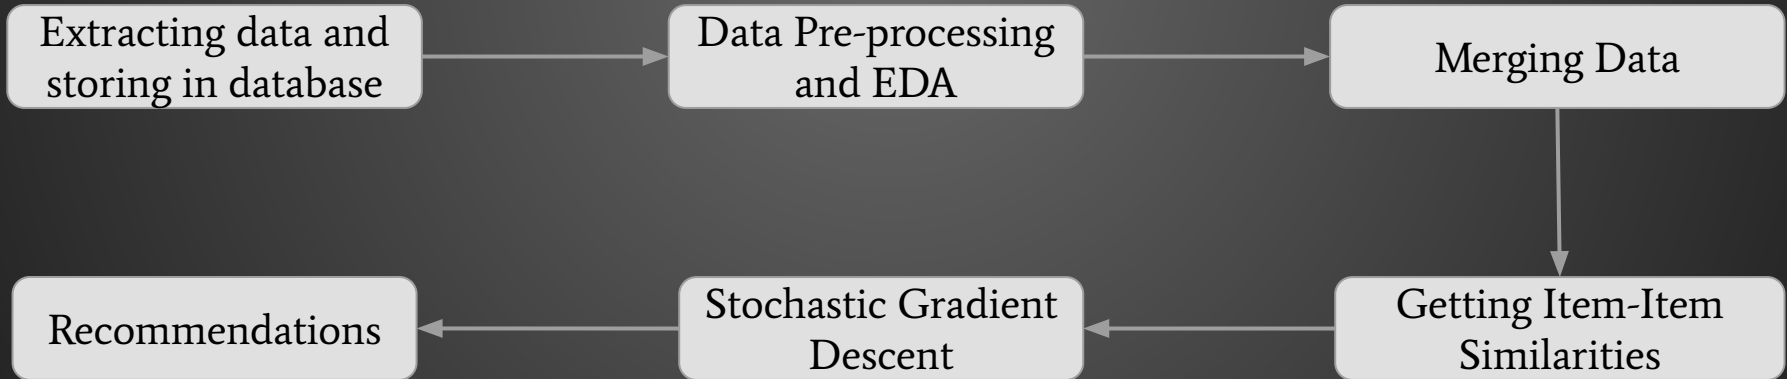 Extracting data and
storing in database
Data Pre-processing
and EDA
Merging Data
Getting Item-Item
Similarities
Stochastic Gradient
Descent
Recommendations